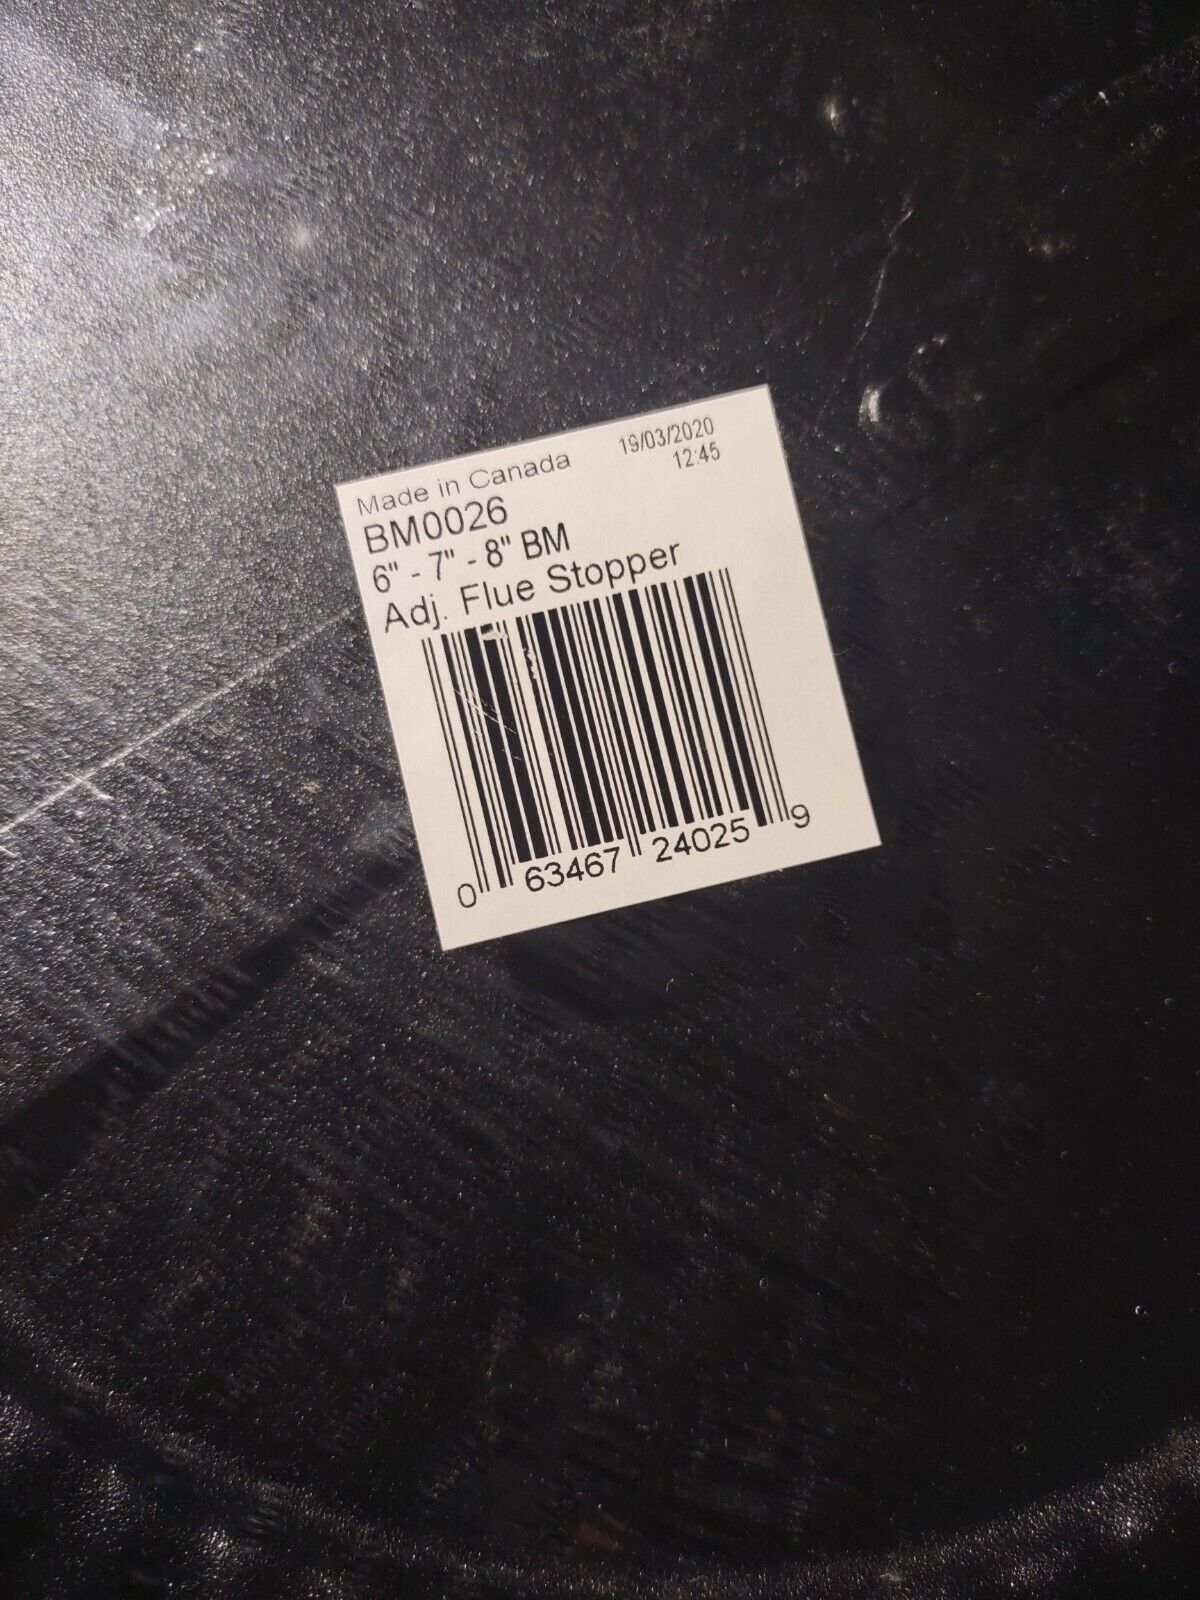 Made in Canada 19/03/2020
12:45
BM0026
6" - 7" - 8" BM
Adj. Flue Stopper
0 63467 24025 9